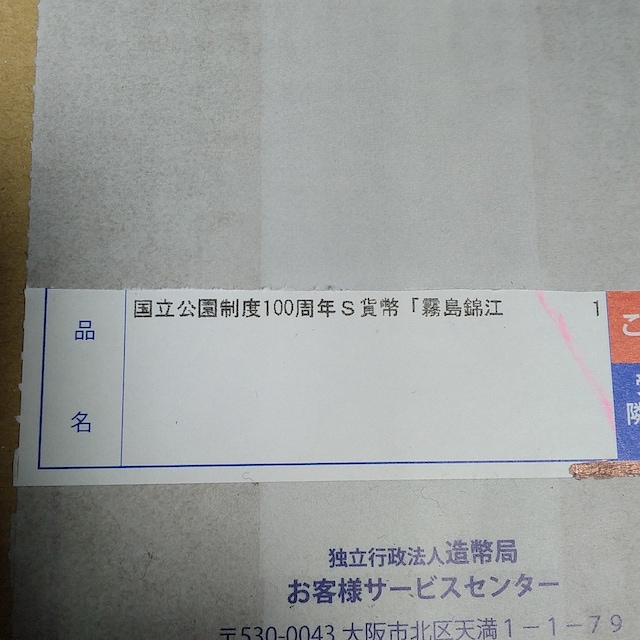 品名
国立公園制度100周年S貨幣「霧島錦江 1
独立行政法人造幣局
お客様サービスセンター
〒530-0043 大阪市北区天満1-1-79